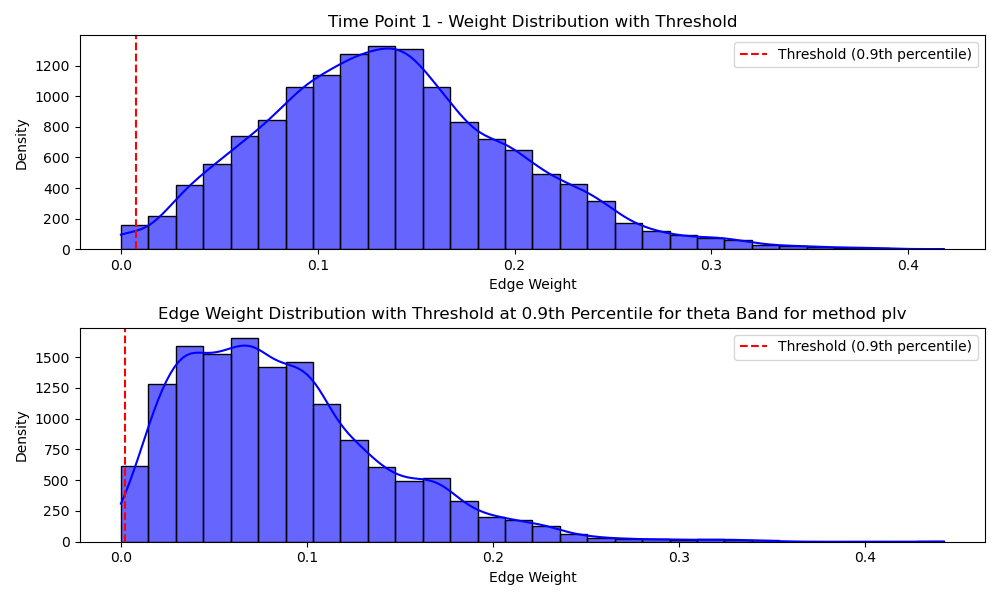 Time Point 1 - Weight Distribution with Threshold
Threshold (0.9th percentile)
Density
1200
1000
800
600
400
200
0
0.0 0.1 0.2 0.3 0.4
Edge Weight
Edge Weight Distribution with Threshold at 0.9th Percentile for theta Band for method plv
Threshold (0.9th percentile)
Density
1500
1250
1000
750
500
250
0
0.0 0.1 0.2 0.3 0.4
Edge Weight